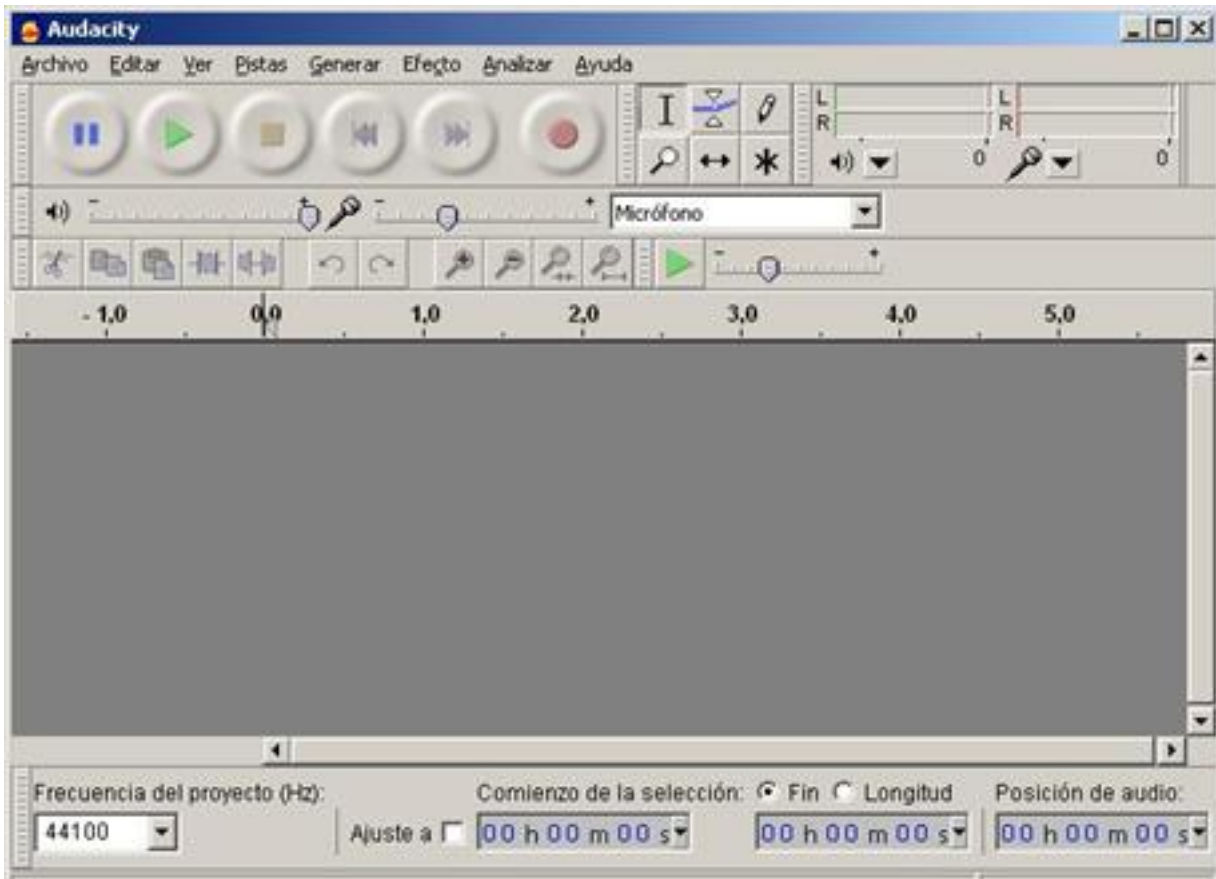 Audacity
Archivo Editar Ver Pistas Generar Efecto Analizar Ayuda
L
R
0
L
R
0
- +
- +
Micrófono
- +
- 1,0 0,0 1,0 2,0 3,0 4,0 5,0
Frecuencia del proyecto (Hz):
44100
Ajuste a
Comienzo de la selección: Fin Longitud
00 h 00 m 00 s 00 h 00 m 00 s
Posición de audio:
00 h 00 m 00 s